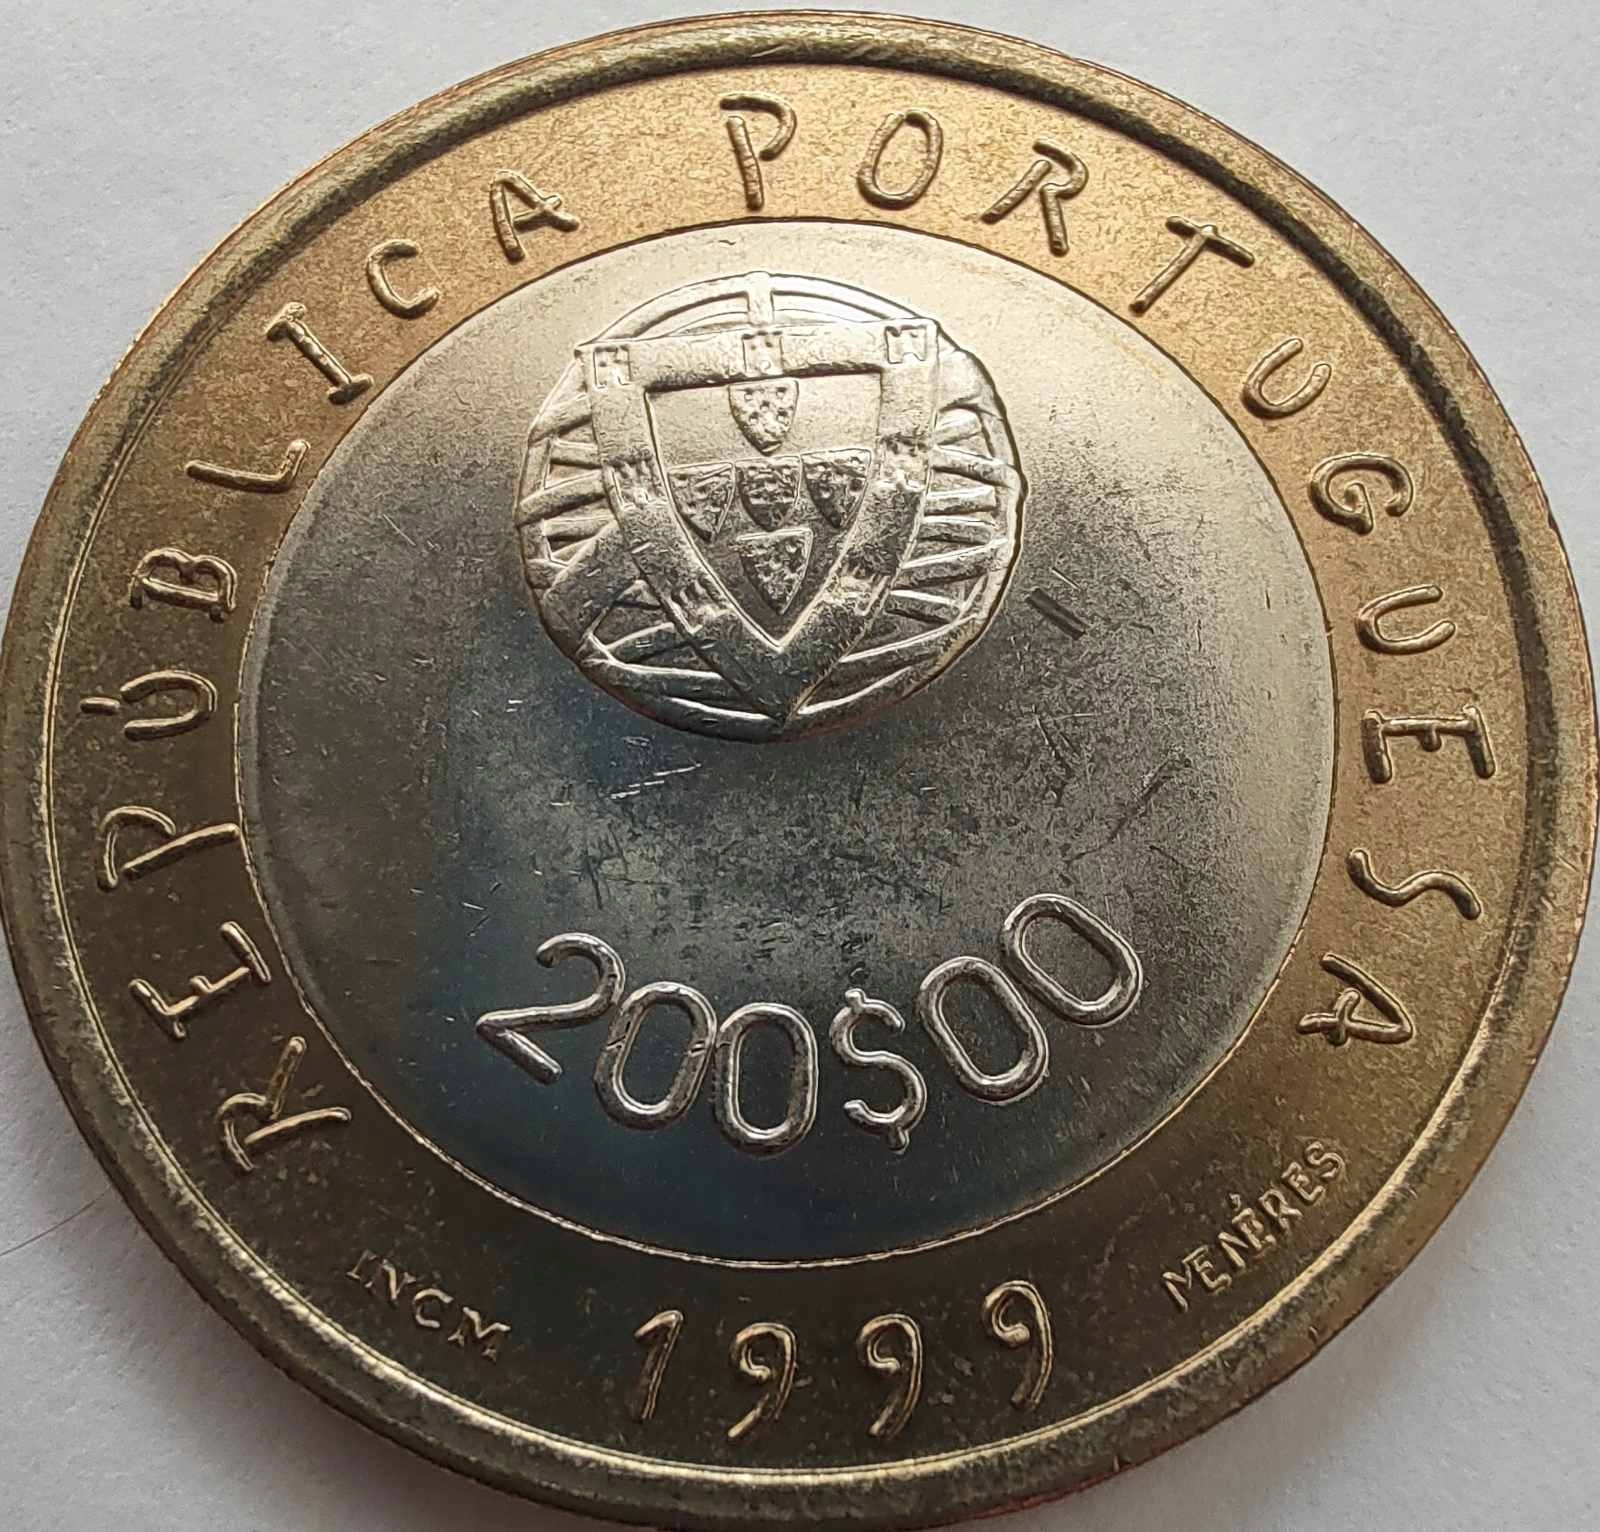 REPÚBLICA PORTUGUESA
200$00
INCM 1999 MENÉRES